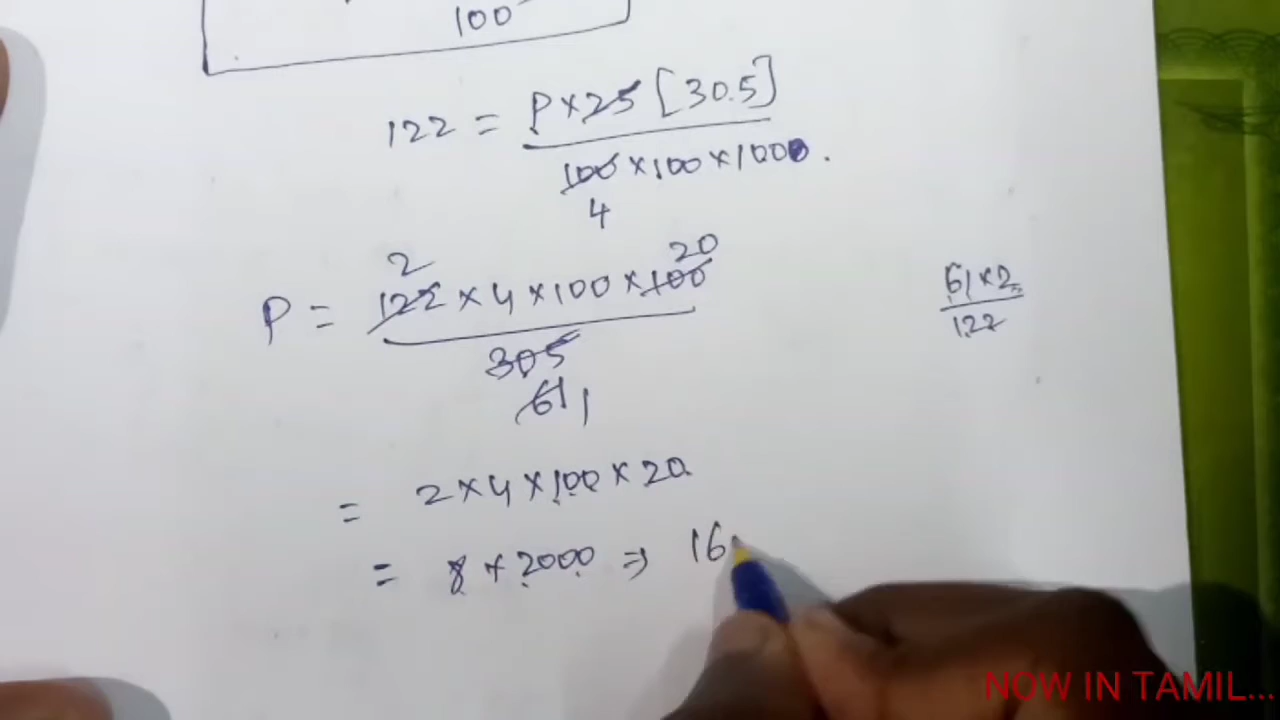 100
122 = P × 25 [30.5]
100 × 100 × 1000.
4
2 20
P = 122 × 4 × 100 × 100
305
61 1
61 × 2
122
= 2 × 4 × 100 × 20
= 8 × 2000 ⇒ 16
NOW IN TAMIL...